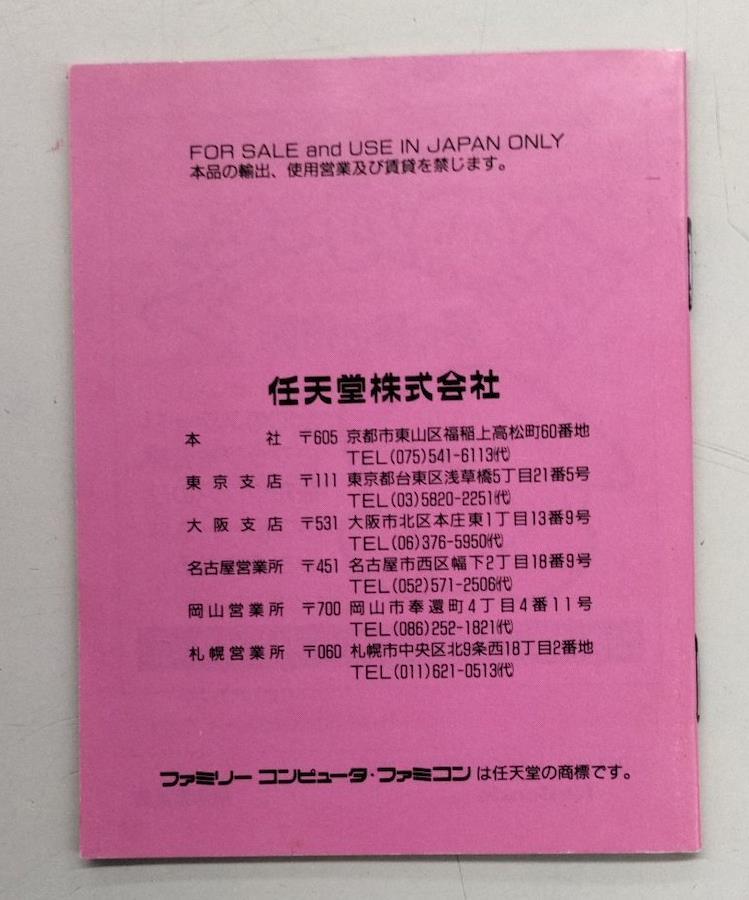 FOR SALE and USE IN JAPAN ONLY
本品の輸出、使用営業及び賃貸を禁じます。
任天堂株式会社
本社 〒605 京都市東山区福稲上高松町60番地
TEL(075)541-6113㈹
東京支店 〒111 東京都台東区浅草橋5丁目21番5号
TEL(03)5820-2251㈹
大阪支店 〒531 大阪市北区本庄東1丁目13番9号
TEL(06)376-5950㈹
名古屋営業所 〒451 名古屋市西区幅下2丁目18番9号
TEL(052)571-2506㈹
岡山営業所 〒700 岡山市奉還町4丁目4番11号
TEL(086)252-1821㈹
札幌営業所 〒060 札幌市中央区北9条西18丁目2番地
TEL(011)621-0513㈹
ファミリーコンピュータ・ファミコンは任天堂の商標です。